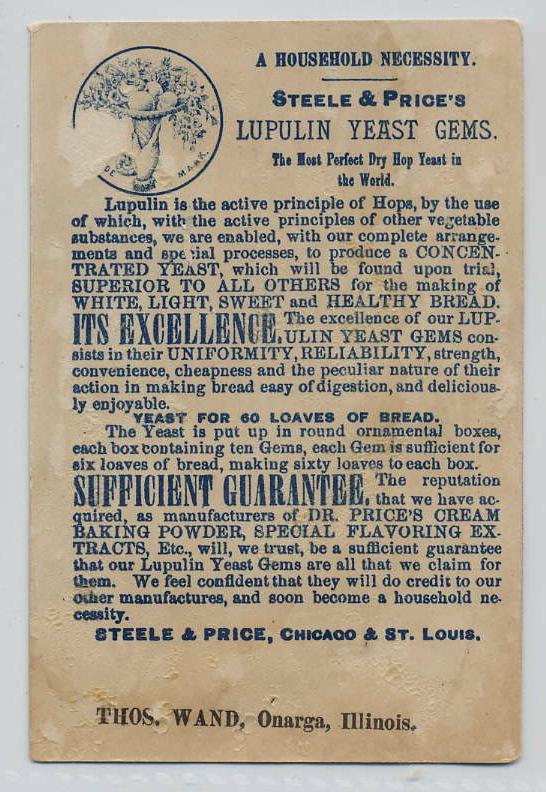 A HOUSEHOLD NECESSITY.
STEELE & PRICE'S
LUPULIN YEAST GEMS.
The Most Perfect Dry Hop Yeast in
the World.
DE MARK.
Lupulin is the active principle of Hops, by the use
of which, with the active principles of other vegetable
substances, we are enabled, with our complete arrange-
ments and special processes, to produce a CONCEN-
TRATED YEAST, which will be found upon trial,
SUPERIOR TO ALL OTHERS for the making of
WHITE, LIGHT, SWEET and HEALTHY BREAD.
ITS EXCELLENCE. The excellence of our LUP-
ULIN YEAST GEMS con-
sists in their UNIFORMITY, RELIABILITY, strength,
convenience, cheapness and the peculiar nature of their
action in making bread easy of digestion, and delicious-
ly enjoyable.
YEAST FOR 60 LOAVES OF BREAD.
The Yeast is put up in round ornamental boxes,
each box containing ten Gems, each Gem is sufficient for
six loaves of bread, making sixty loaves to each box.
SUFFICIENT GUARANTEE. The reputation
that we have ac-
quired, as manufacturers of DR. PRICE'S CREAM
BAKING POWDER, SPECIAL FLAVORING EX-
TRACTS, Etc., will, we trust, be a sufficient guarantee
that our Lupulin Yeast Gems are all that we claim for
them. We feel confident that they will do credit to our
other manufactures, and soon become a household ne-
cessity.
STEELE & PRICE, CHICAGO & ST. LOUIS.
THOS. WAND, Onarga, Illinois.